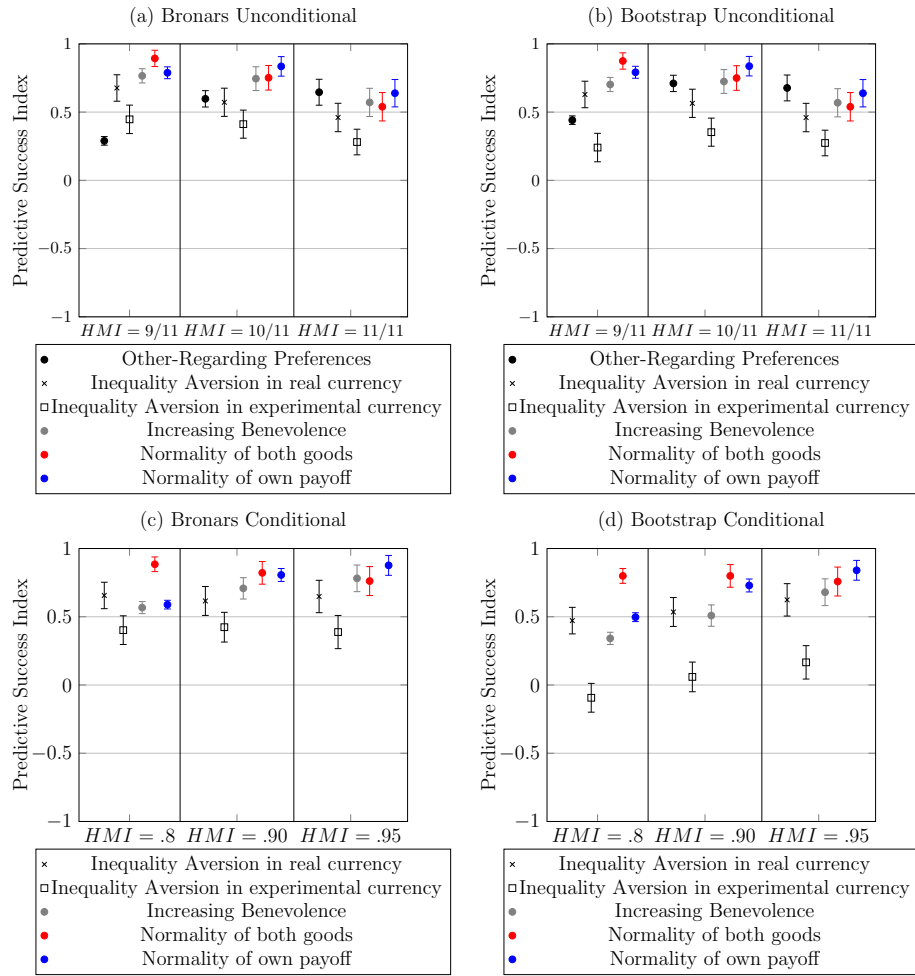 (a) Bronars Unconditional
Predictive Success Index
1
0.5
0
−0.5
−1
HMI = 9/11 HMI = 10/11 HMI = 11/11
Other-Regarding Preferences
Inequality Aversion in real currency
Inequality Aversion in experimental currency
Increasing Benevolence
Normality of both goods
Normality of own payoff
(b) Bootstrap Unconditional
Predictive Success Index
1
0.5
0
−0.5
−1
HMI = 9/11 HMI = 10/11 HMI = 11/11
Other-Regarding Preferences
Inequality Aversion in real currency
Inequality Aversion in experimental currency
Increasing Benevolence
Normality of both goods
Normality of own payoff
(c) Bronars Conditional
Predictive Success Index
1
0.5
0
−0.5
−1
HMI = .8 HMI = .90 HMI = .95
Inequality Aversion in real currency
Inequality Aversion in experimental currency
Increasing Benevolence
Normality of both goods
Normality of own payoff
(d) Bootstrap Conditional
Predictive Success Index
1
0.5
0
−0.5
−1
HMI = .8 HMI = .90 HMI = .95
Inequality Aversion in real currency
Inequality Aversion in experimental currency
Increasing Benevolence
Normality of both goods
Normality of own payoff